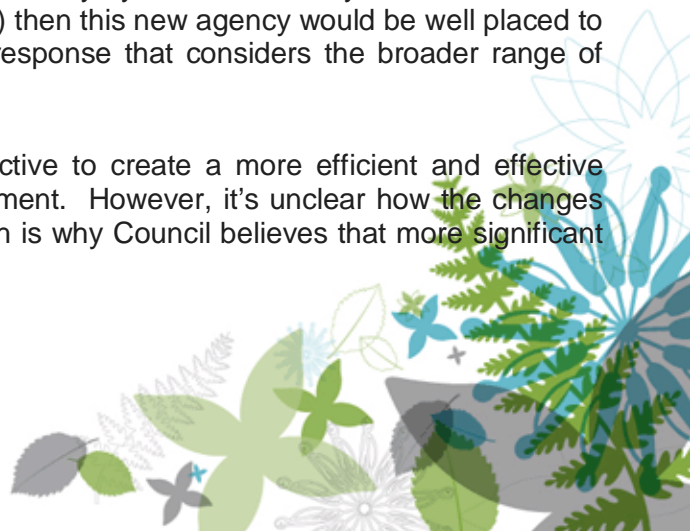 ) then this new agency would be well placed to
response that considers the broader range of
ctive to create a more efficient and effective
ment. However, it's unclear how the changes
n is why Council believes that more significant